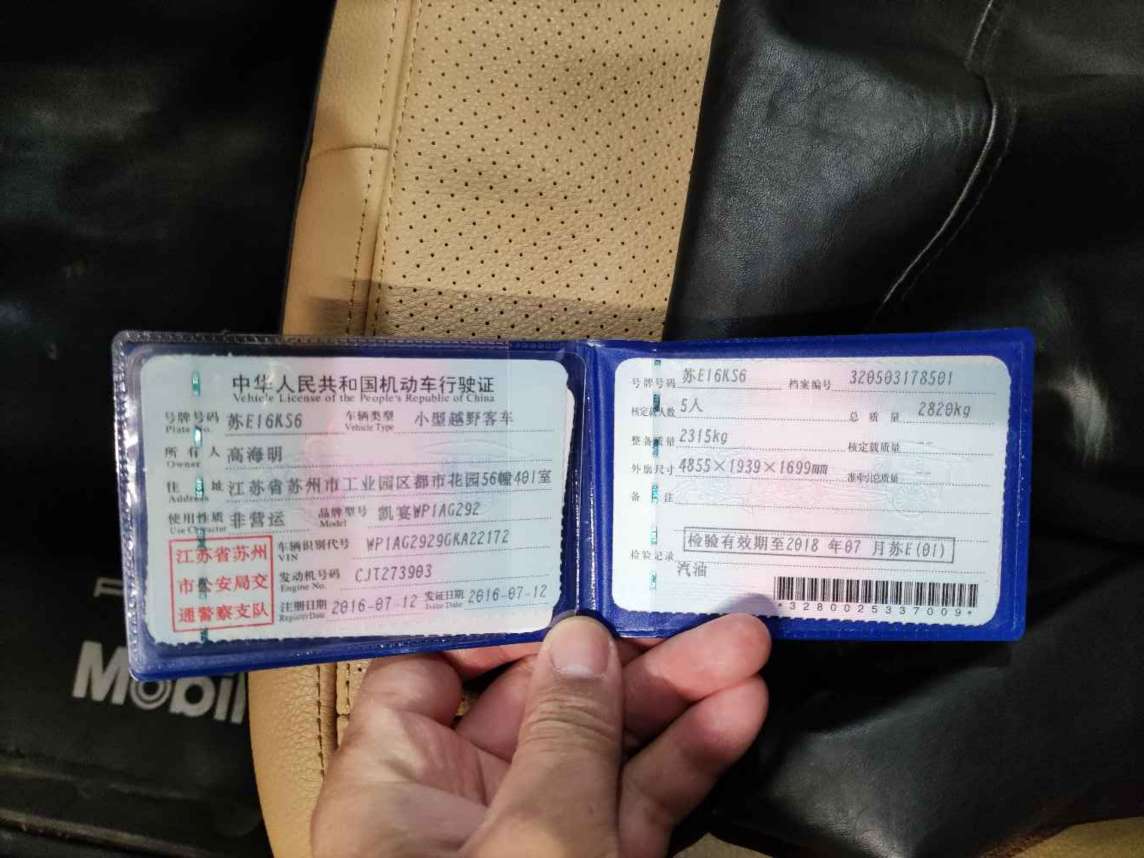 中华人民共和国机动车行驶证
Vehicle License of the People's Republic of China
号牌号码 苏E16KS6 车辆类型 小型越野客车
Plate No. Vehicle Type
所有人 高海明
Owner
住址 江苏省苏州市工业园区都市花园56幢401室
Address
使用性质 非营运 品牌型号 凯宴WP1AG292
Use Character Model
江苏省苏州
市公安局交
通警察支队
车辆识别代号 WP1AG2929GKA22172
VIN
发动机号码 CJT273903
Engine No.
注册日期 2016-07-12 发证日期 2016-07-12
Register Date Issue Date
号牌号码 苏E16KS6 档案编号 320503178501
核定载人数 5人 总质量 2820kg
整备质量 2315kg 核定载质量 --
外廓尺寸 4855×1939×1699mm 准牵引总质量 --
备注
检验有效期至2018年07月苏E(01)
检验记录
汽油
*3280025337009*
Mobil